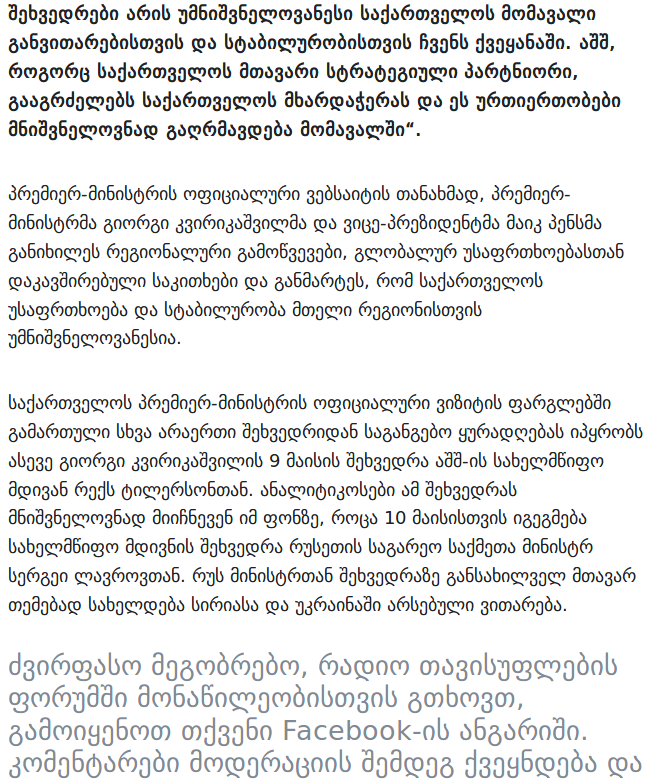 შეხვედრები არის უმნიშვნელოვანესი საქართველოს მომავალი
განვითარებისთვის და სტაბილურობისთვის ჩვენს ქვეყანაში. აშშ,
როგორც საქართველოს მთავარი სტრატეგიული პარტნიორი,
გააგრძელებს საქართველოს მხარდაჭერას და ეს ურთიერთობები
მნიშვნელოვნად გაღრმავდება მომავალში“.
პრემიერ-მინისტრის ოფიციალური ვებსაიტის თანახმად, პრემიერ-
მინისტრმა გიორგი კვირიკაშვილმა და ვიცე-პრეზიდენტმა მაიკ პენსმა
განიხილეს რეგიონალური გამოწვევები, გლობალურ უსაფრთხოებასთან
დაკავშირებული საკითხები და განმარტეს, რომ საქართველოს
უსაფრთხოება და სტაბილურობა მთელი რეგიონისთვის
უმნიშვნელოვანესია.
საქართველოს პრემიერ-მინისტრის ოფიციალური ვიზიტის ფარგლებში
გამართული სხვა არაერთი შეხვედრიდან საგანგებო ყურადღებას იპყრობს
ასევე გიორგი კვირიკაშვილის 9 მაისის შეხვედრა აშშ-ის სახელმწიფო
მდივან რექს ტილერსონთან. ანალიტიკოსები ამ შეხვედრას
მნიშვნელოვნად მიიჩნევენ იმ ფონზე, როცა 10 მაისისთვის იგეგმება
სახელმწიფო მდივნის შეხვედრა რუსეთის საგარეო საქმეთა მინისტრ
სერგეი ლავროვთან. რუს მინისტრთან შეხვედრაზე განსახილველ მთავარ
თემებად სახელდება სირიასა და უკრაინაში არსებული ვითარება.
ძვირფასო მეგობრებო, რადიო თავისუფლების
ფორუმში მონაწილეობისთვის გთხოვთ,
გამოიყენოთ თქვენი Facebook-ის ანგარიში.
კომენტარები მოდერაციის შემდეგ ქვეყნდება და